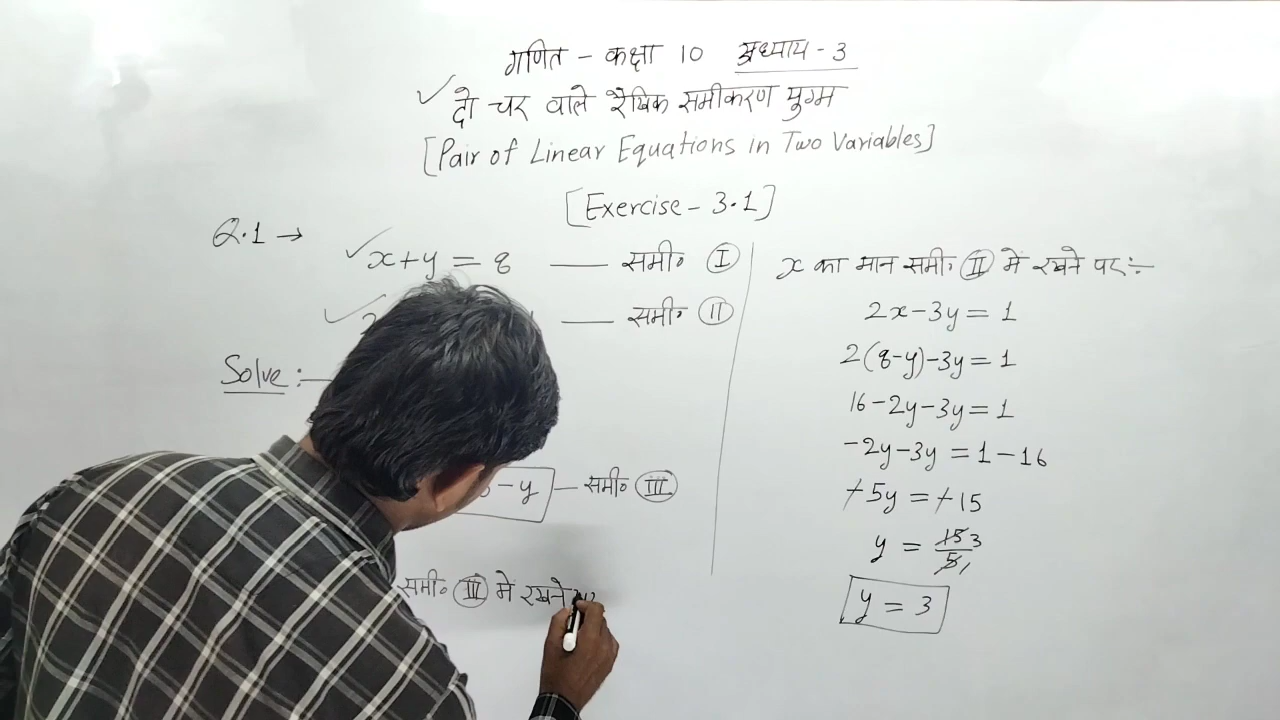 गणित - कक्षा 10 अध्याय - 3
✓ दो चर वाले रैखिक समीकरण युग्म
[Pair of Linear Equations in Two Variables]
[Exercise - 3.1]
Q.1 →
✓ x+y = 8 — समी० (I)
✓ — समी० (II)
Solve :—
- y — समी० (III)
समी० (III) मे रखने
x का मान समी० (II) मे रखने पर :-
2x - 3y = 1
2(8-y) - 3y = 1
16 - 2y - 3y = 1
-2y - 3y = 1 - 16
-5y = -15
y = 15 3 / 5 1
y = 3